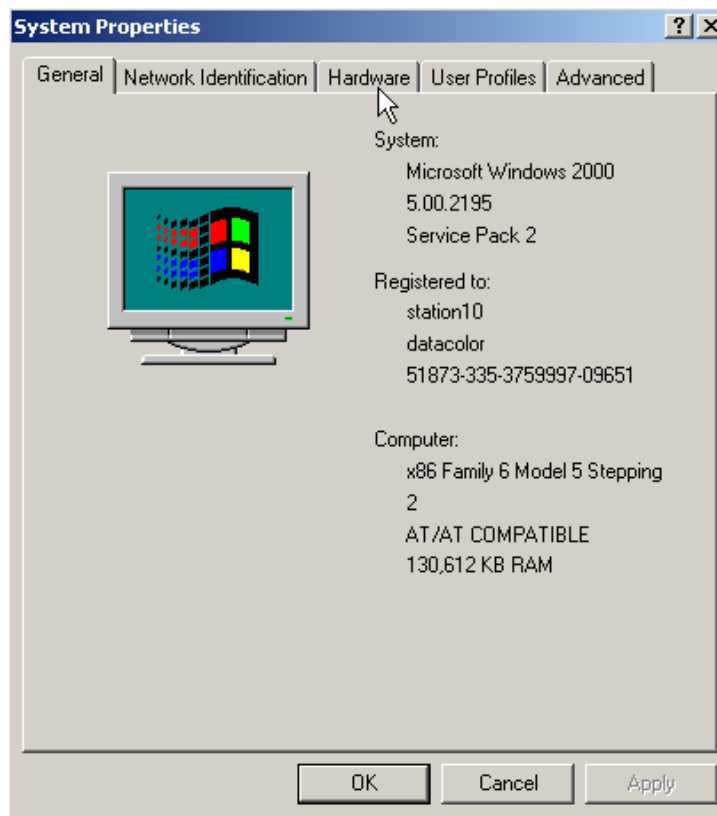 System Properties
General Network Identification Hardware User Profiles Advanced
System:
Microsoft Windows 2000
5.00.2195
Service Pack 2
Registered to:
station10
datacolor
51873-335-3759997-09651
Computer:
x86 Family 6 Model 5 Stepping
2
AT/AT COMPATIBLE
130,612 KB RAM
OK Cancel Apply